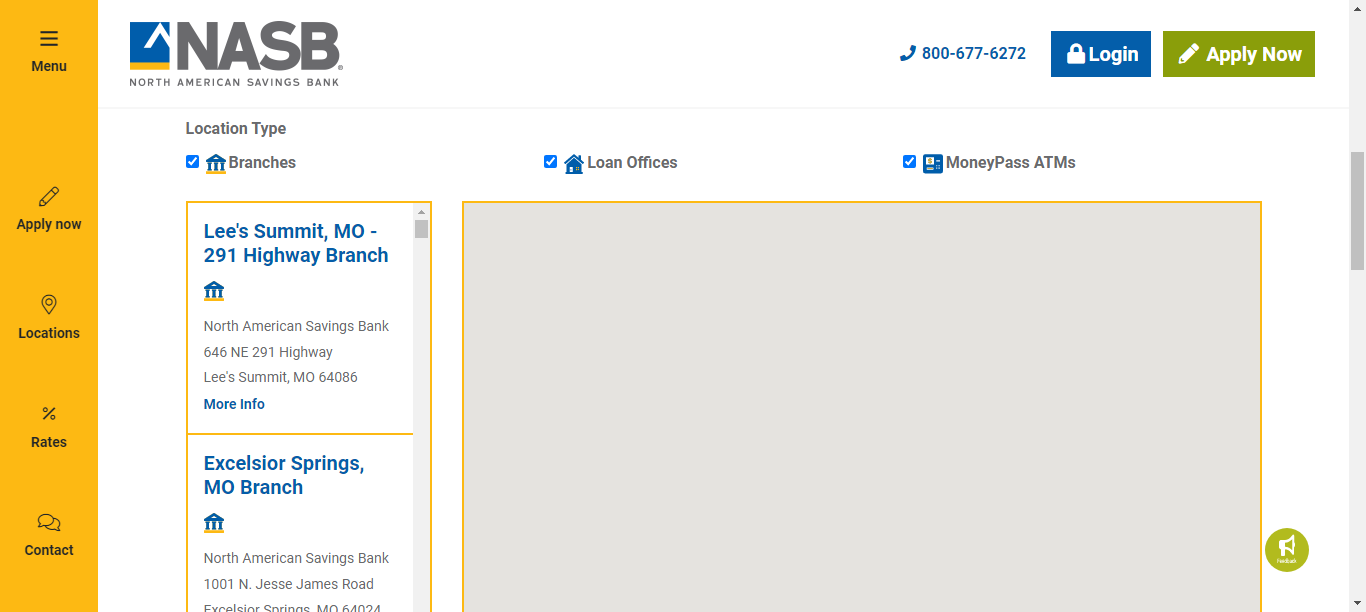 Menu
Apply now
Locations
Rates
Contact
NASB®
NORTH AMERICAN SAVINGS BANK
800-677-6272
Login
Apply Now
Location Type
Branches
Loan Offices
MoneyPass ATMs
Lee's Summit, MO -
291 Highway Branch
North American Savings Bank
646 NE 291 Highway
Lee's Summit, MO 64086
More Info
Excelsior Springs,
MO Branch
North American Savings Bank
1001 N. Jesse James Road
Excelsior Springs, MO 64024
Feedback